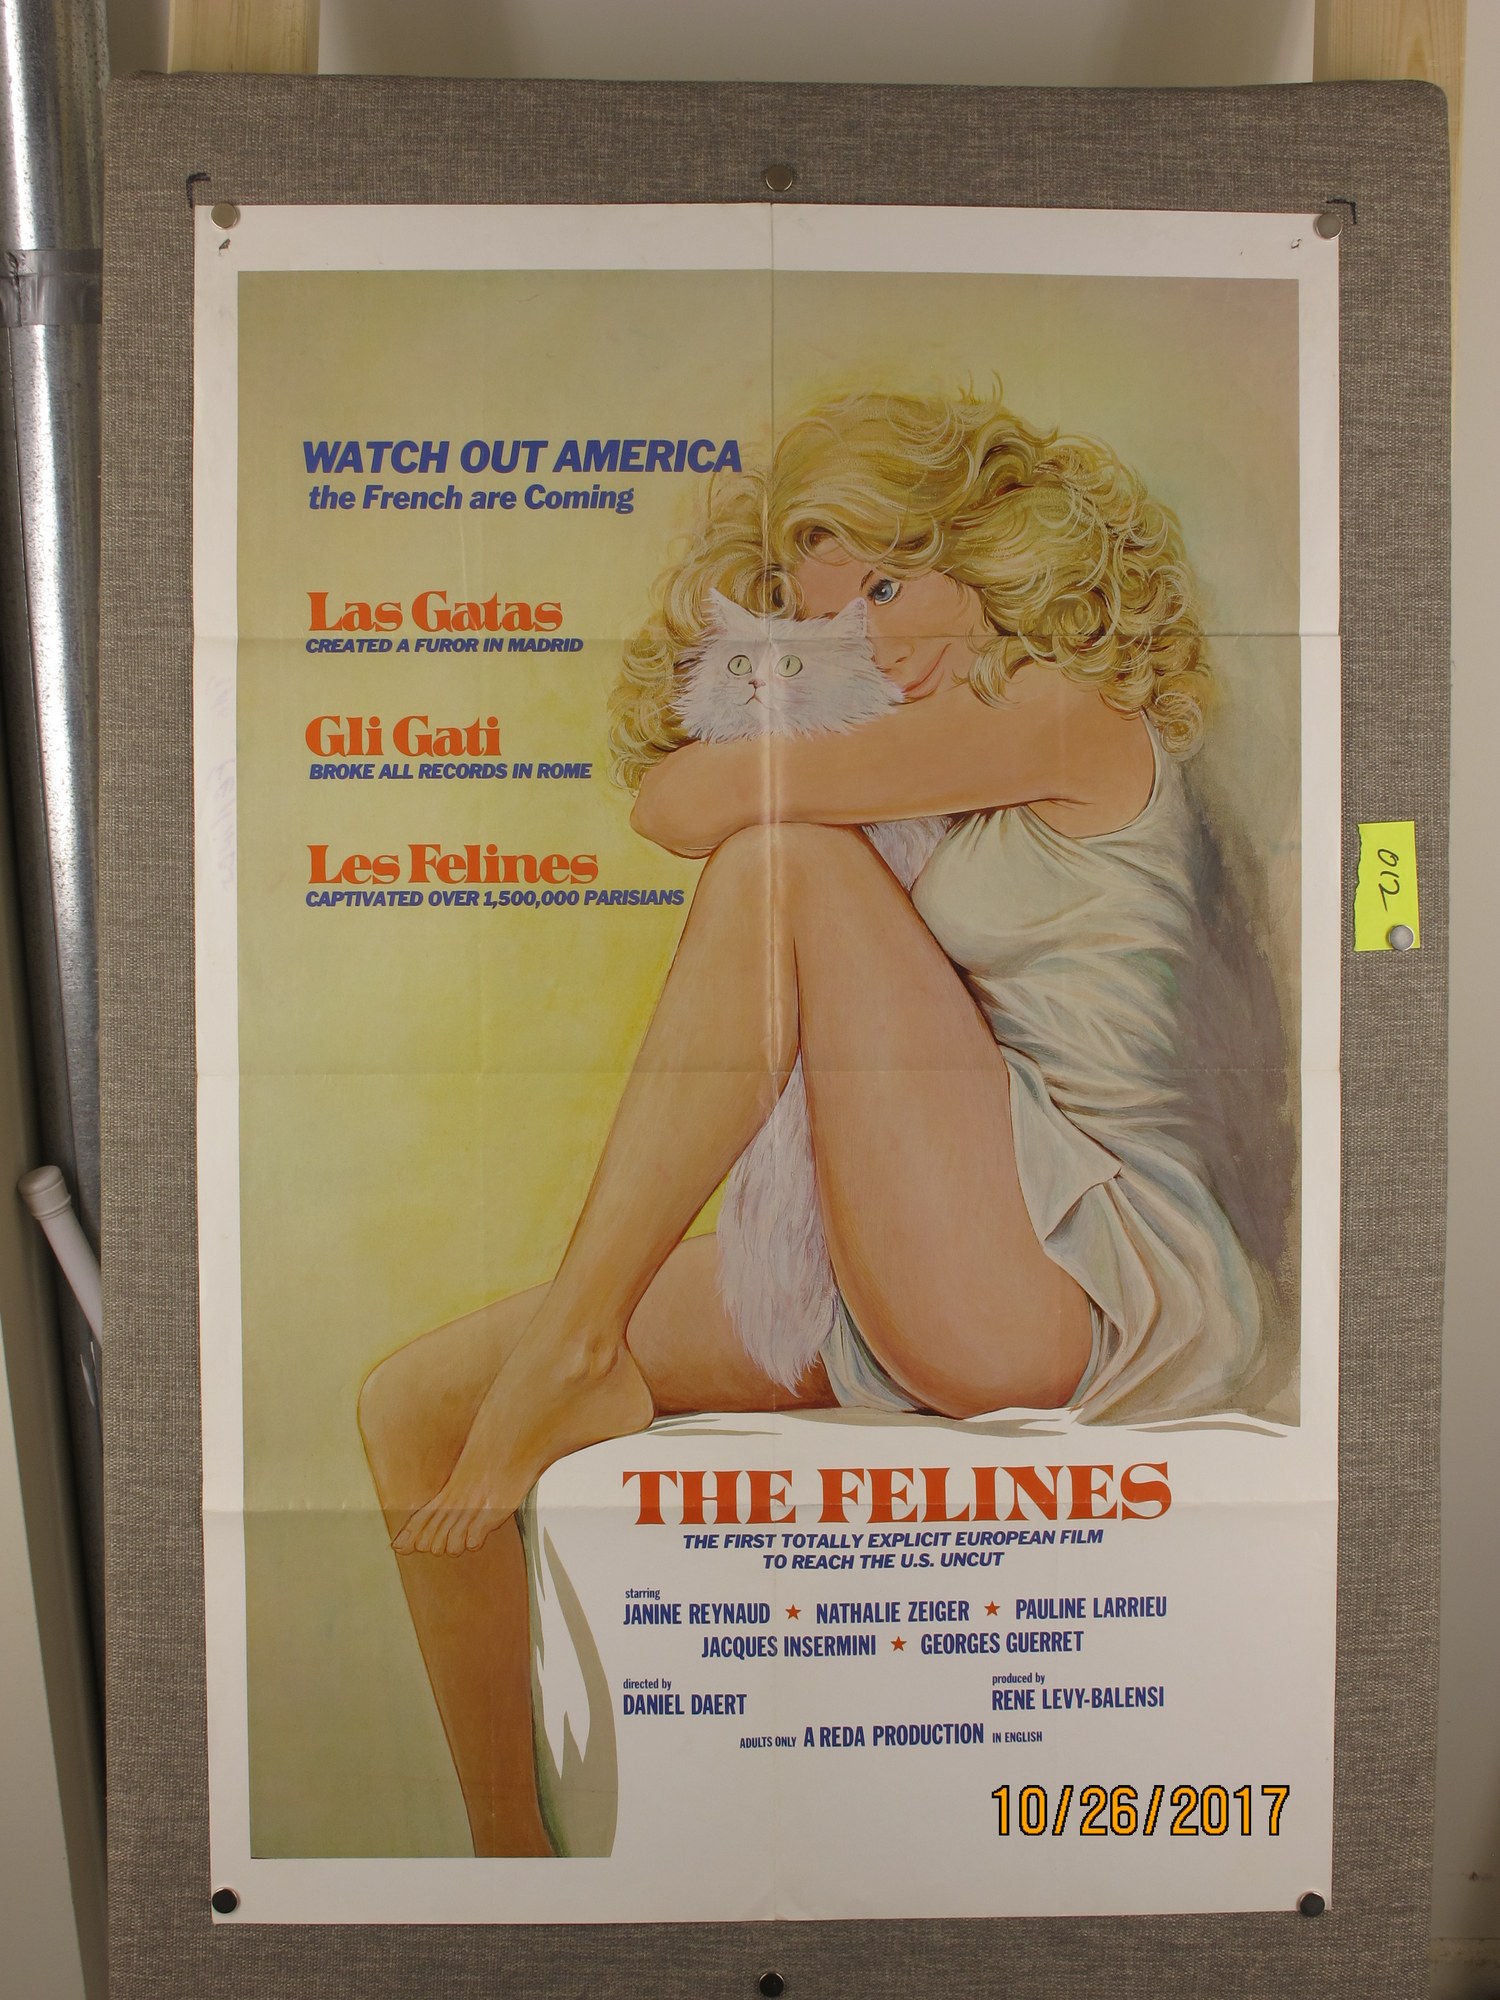 WATCH OUT AMERICA
the French are Coming
Las Gatas
CREATED A FUROR IN MADRID
Gli Gati
BROKE ALL RECORDS IN ROME
Les Felines
CAPTIVATED OVER 1,500,000 PARISIANS
012
THE FELINES
THE FIRST TOTALLY EXPLICIT EUROPEAN FILM
TO REACH THE U.S. UNCUT
starring
JANINE REYNAUD ★ NATHALIE ZEIGER ★ PAULINE LARRIEU
JACQUES INSERMINI ★ GEORGES GUERRET
directed by
DANIEL DAERT
produced by
RENE LEVY-BALENSI
ADULTS ONLY A REDA PRODUCTION IN ENGLISH
10/26/2017